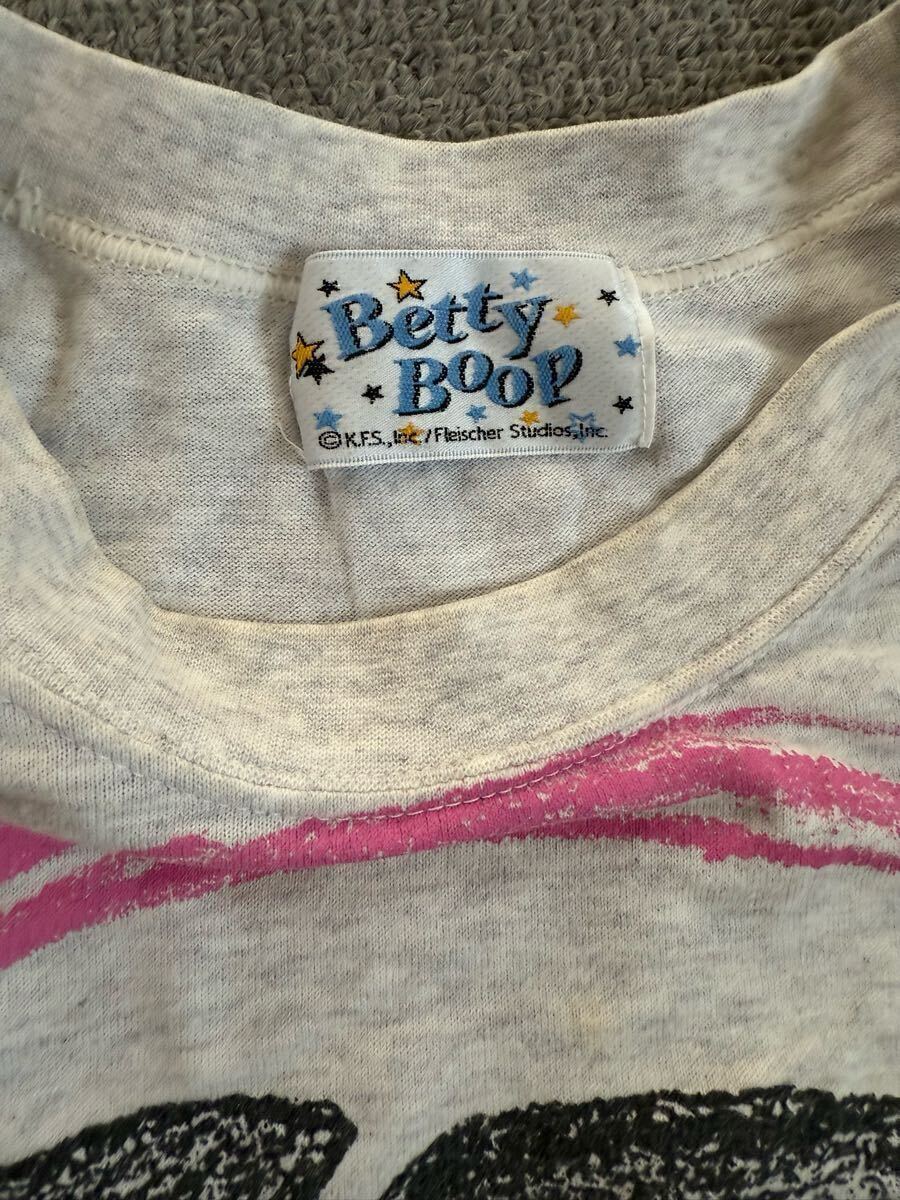 Betty
Boop
©K.F.S., Inc./Fleischer Studios, Inc.